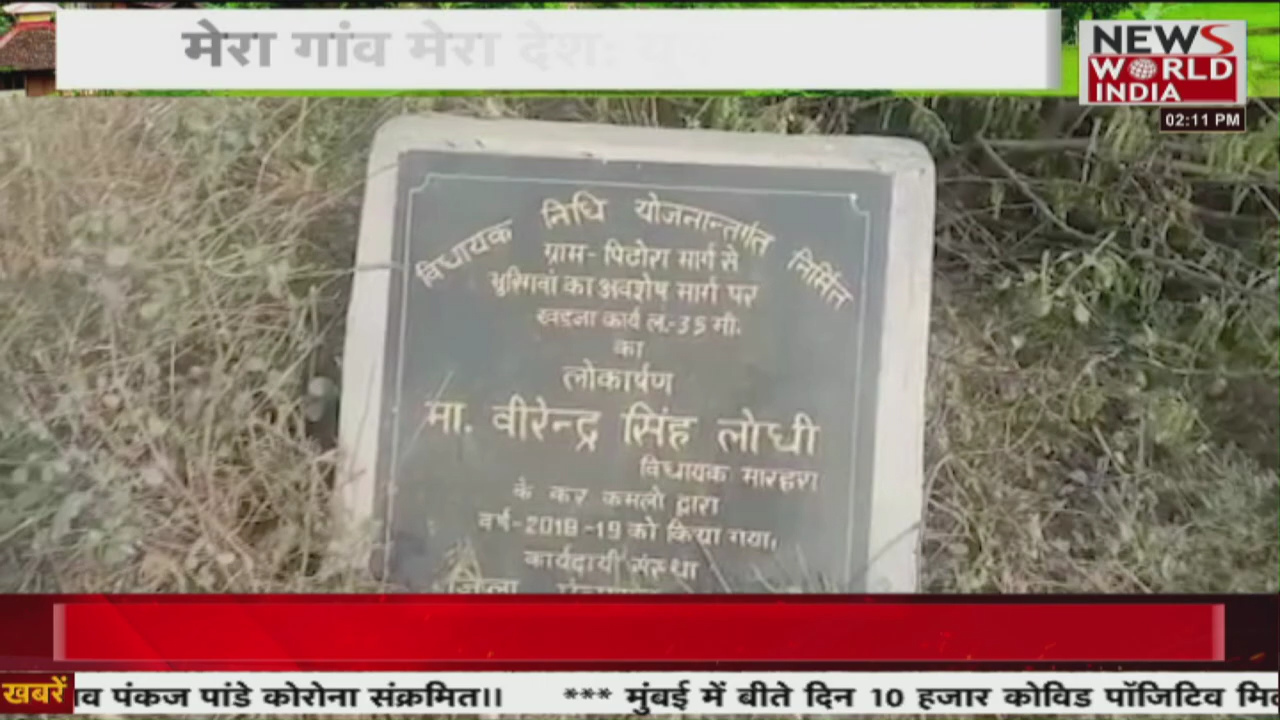 मेरा गांव मेरा देश:
NEWS
WORLD
INDIA
02:11 PM
विधायक निधि योजनान्तर्गत निर्मित
ग्राम- पिठोरा मार्ग से
का अवशेष मार्ग पर
खडन्जा कार्य ल.-35 मी.
का
लोकार्पण
मा. वीरेन्द्र सिंह लोधी
विधायक मारहरा
के कर कमलो द्वारा
वर्ष-2018-19 को किया गया,
कार्यदायी संस्था
जिला
खबरें
व पंकज पांडे कोरोना संक्रमित।। *** मुंबई में बीते दिन 10 हजार कोविड पॉजिटिव